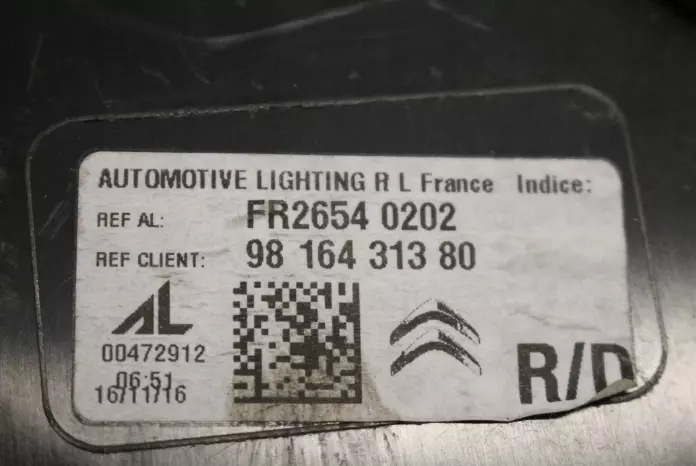 AUTOMOTIVE LIGHTING R L France Indice:
REF AL: FR2654 0202
REF CLIENT: 98 164 313 80
AL
00472912
06:51
16/11/16
R/D